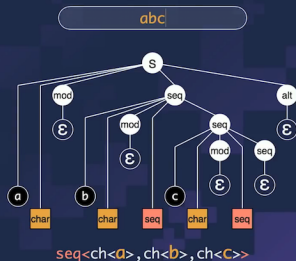 abc
S
mod seq alt
ε mod seq ε
ε mod seq
a b c ε ε
char char seq char seq
seq<ch<a>,ch<b>,ch<c>>